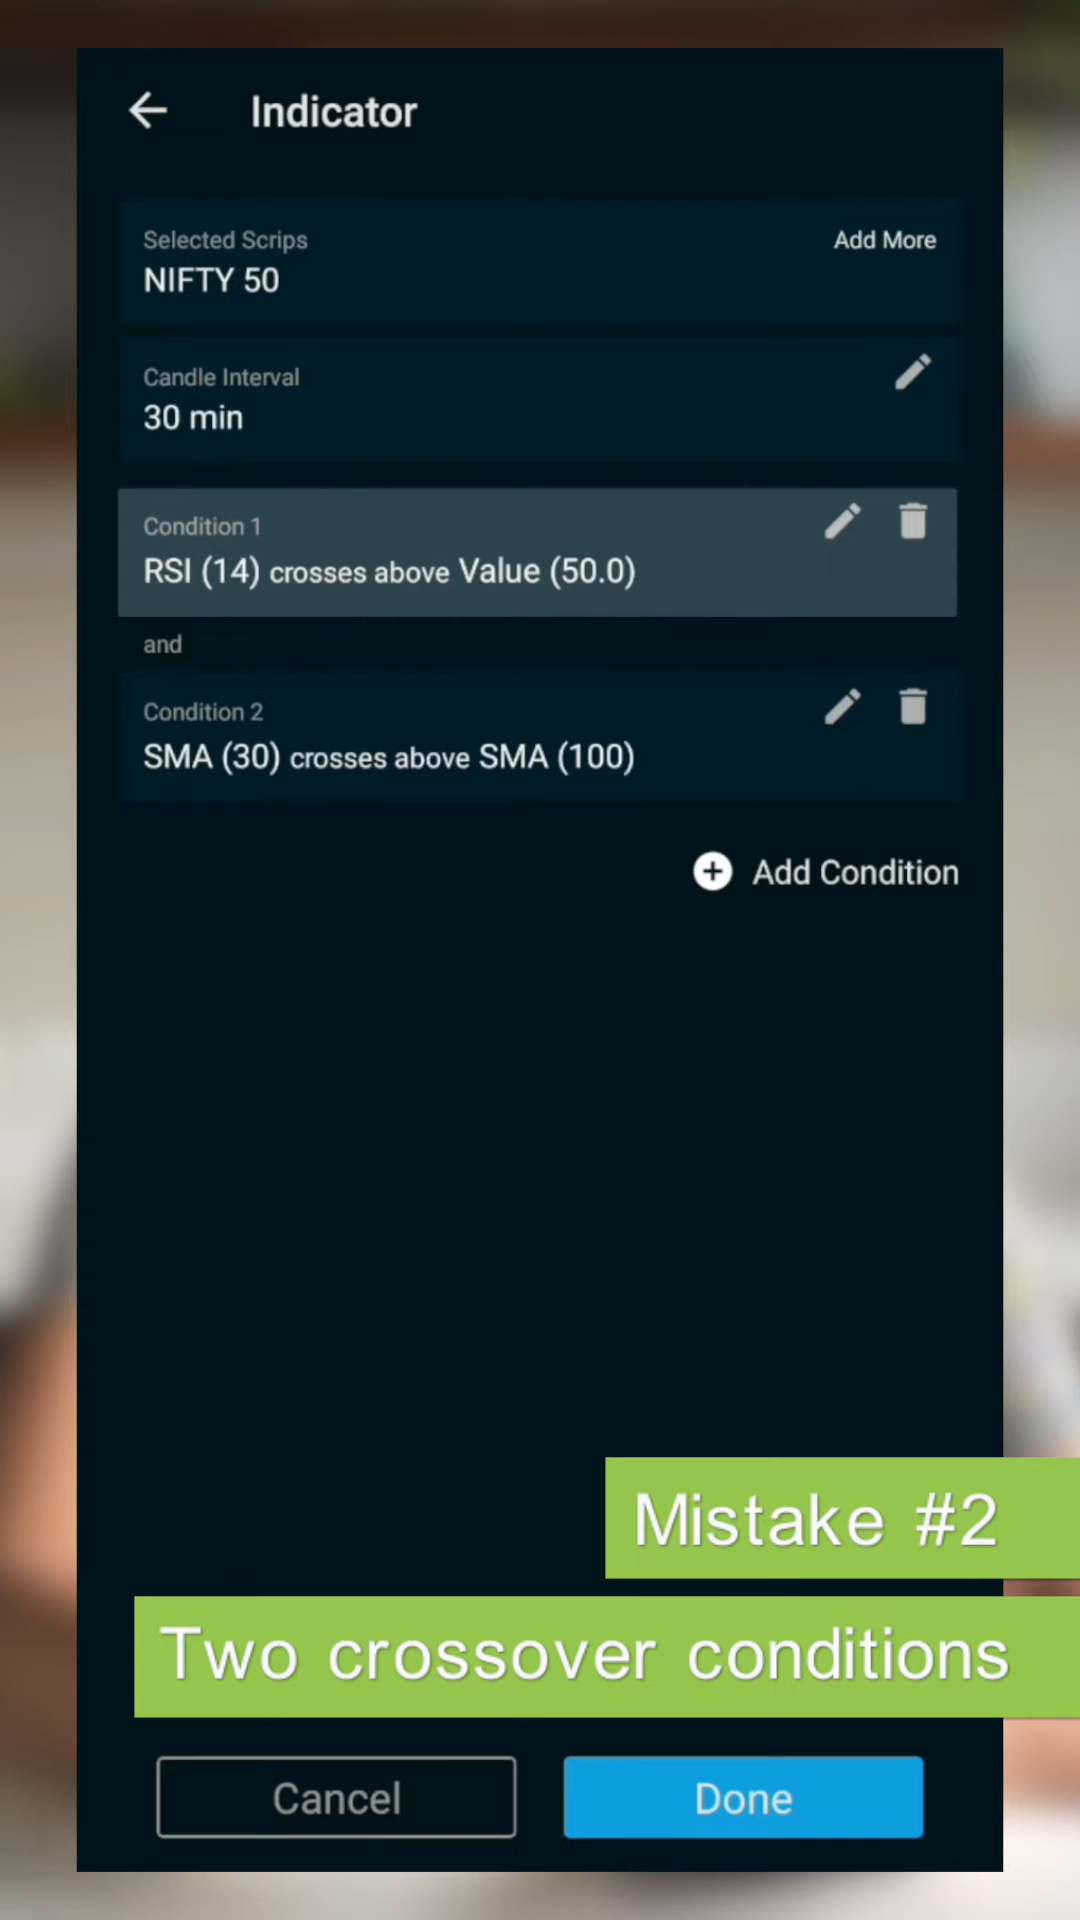 Indicator
Selected Scrips
Add More
NIFTY 50
Candle Interval
30 min
Condition 1
RSI (14) crosses above Value (50.0)
and
Condition 2
SMA (30) crosses above SMA (100)
Add Condition
Mistake #2
Two crossover conditions
Cancel
Done